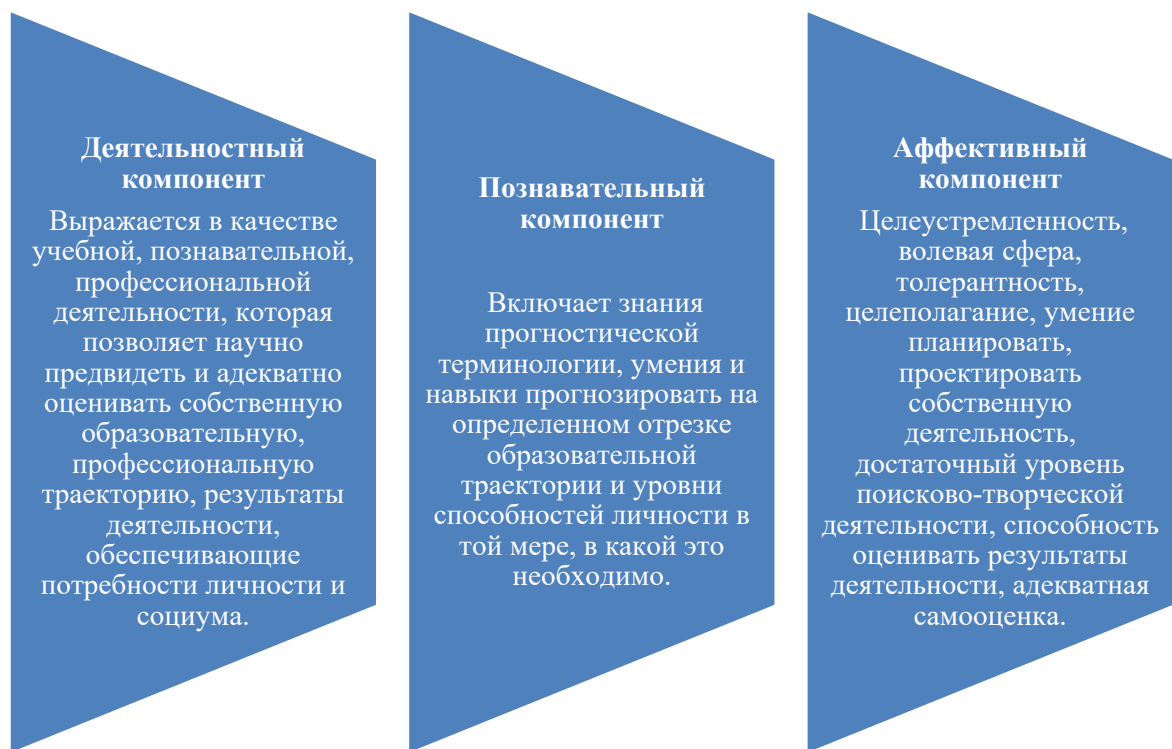 Деятельностный
компонент
Выражается в качестве
учебной, познавательной,
профессиональной
деятельности, которая
позволяет научно
предвидеть и адекватно
оценивать собственную
образовательную,
профессиональную
траекторию, результаты
деятельности,
обеспечивающие
потребности личности и
социума.
Познавательный
компонент
Включает знания
прогностической
терминологии, умения и
навыки прогнозировать на
определенном отрезке
образовательной
траектории и уровни
способностей личности в
той мере, в какой это
необходимо.
Аффективный
компонент
Целеустремленность,
волевая сфера,
толерантность,
целеполагание, умение
планировать,
проектировать
собственную
деятельность,
достаточный уровень
поисково-творческой
деятельности, способность
оценивать результаты
деятельности, адекватная
самооценка.